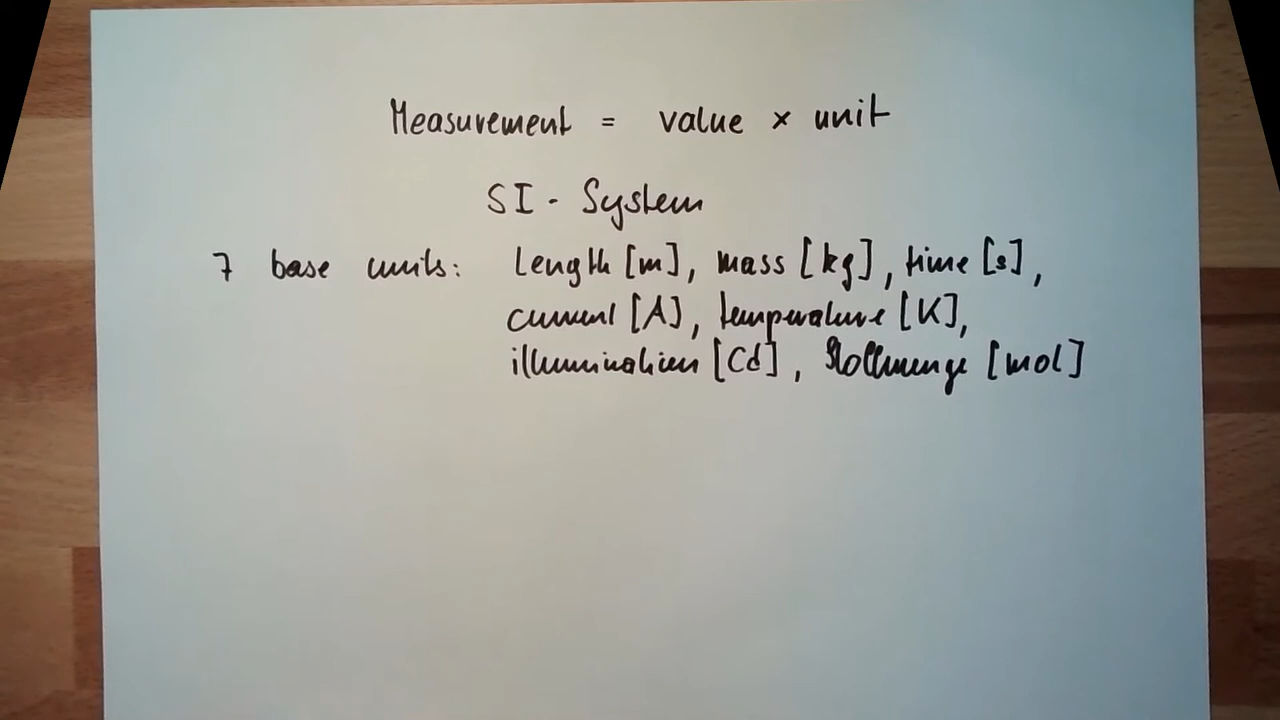 Measurement = value × unit
SI - System
7 base units: Length [m], mass [kg], time [s],
current [A], temperature [K],
illumination [Cd], Stoffmenge [mol]